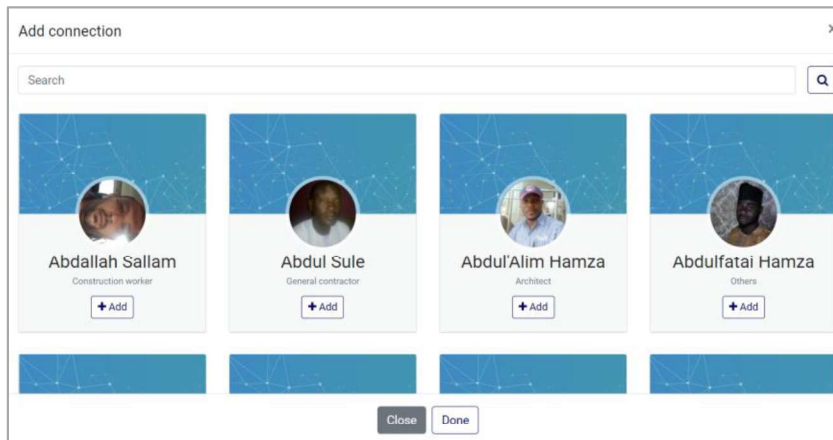 Add connection
Search
Abdallah Sallam
Construction worker
+ Add
Abdul Sule
General contractor
+ Add
Abdul'Alim Hamza
Architect
+ Add
Abdulfatai Hamza
Others
+ Add
Close
Done